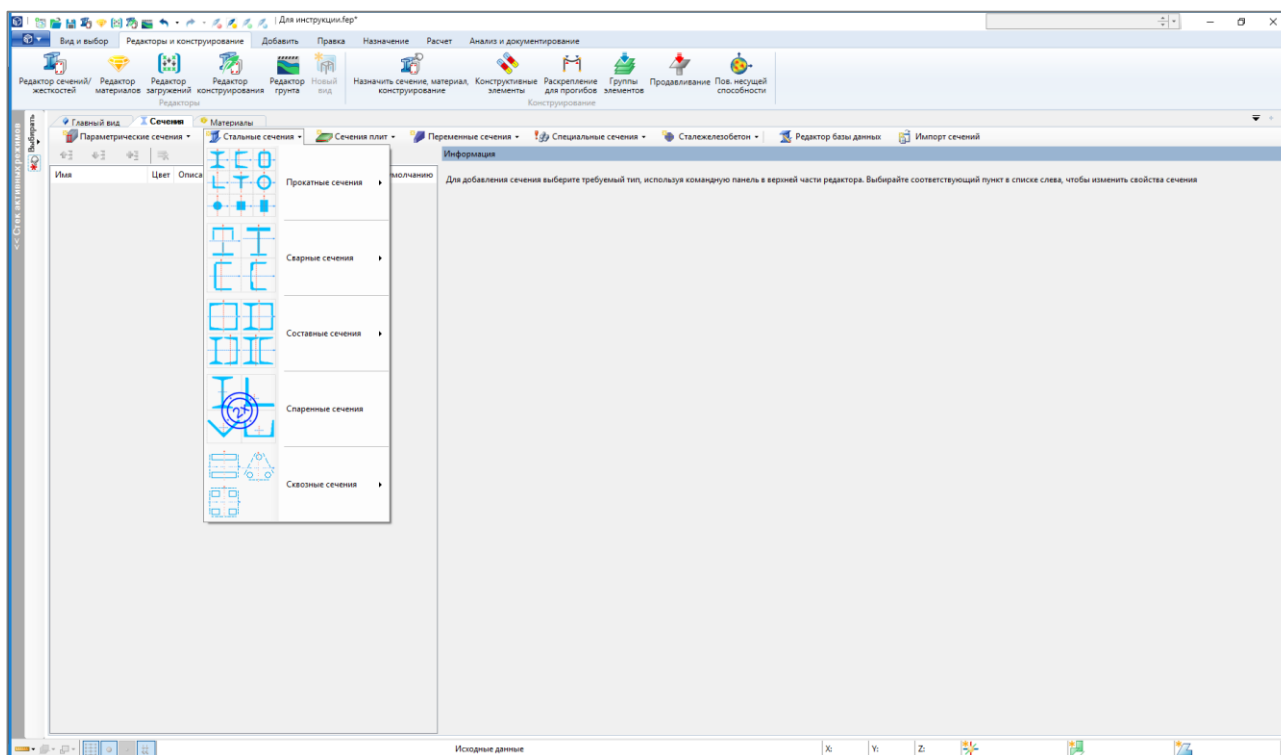 Для инструкции.fep*
Вид и выбор Редакторы и конструирование Добавить Правка Назначение Расчет Анализ и документирование
Редактор сечений/ жесткостей Редактор материалов Редактор загружений Редактор конструирования Редактор грунта Новый вид Назначить сечение, материал, конструирование Конструктивные элементы Раскрепление для прогибов Группы элементов Продавливание Пов. несущей способности
Редакторы Конструирование
Главный вид Сечения Материалы
Параметрические сечения Стальные сечения Сечения плит Переменные сечения Специальные сечения Сталежелезобетон Редактор базы данных Импорт сечений
Информация
Имя Цвет Описа молчанию
Для добавления сечения выберите требуемый тип, используя командную панель в верхней части редактора. Выбирайте соответствующий пункт в списке слева, чтобы изменить свойства сечения
Прокатные сечения
Сварные сечения
Составные сечения
2x
Спаренные сечения
Сквозные сечения
Выбирать
<< Стек активных режимов
Исходные данные X: Y: Z: